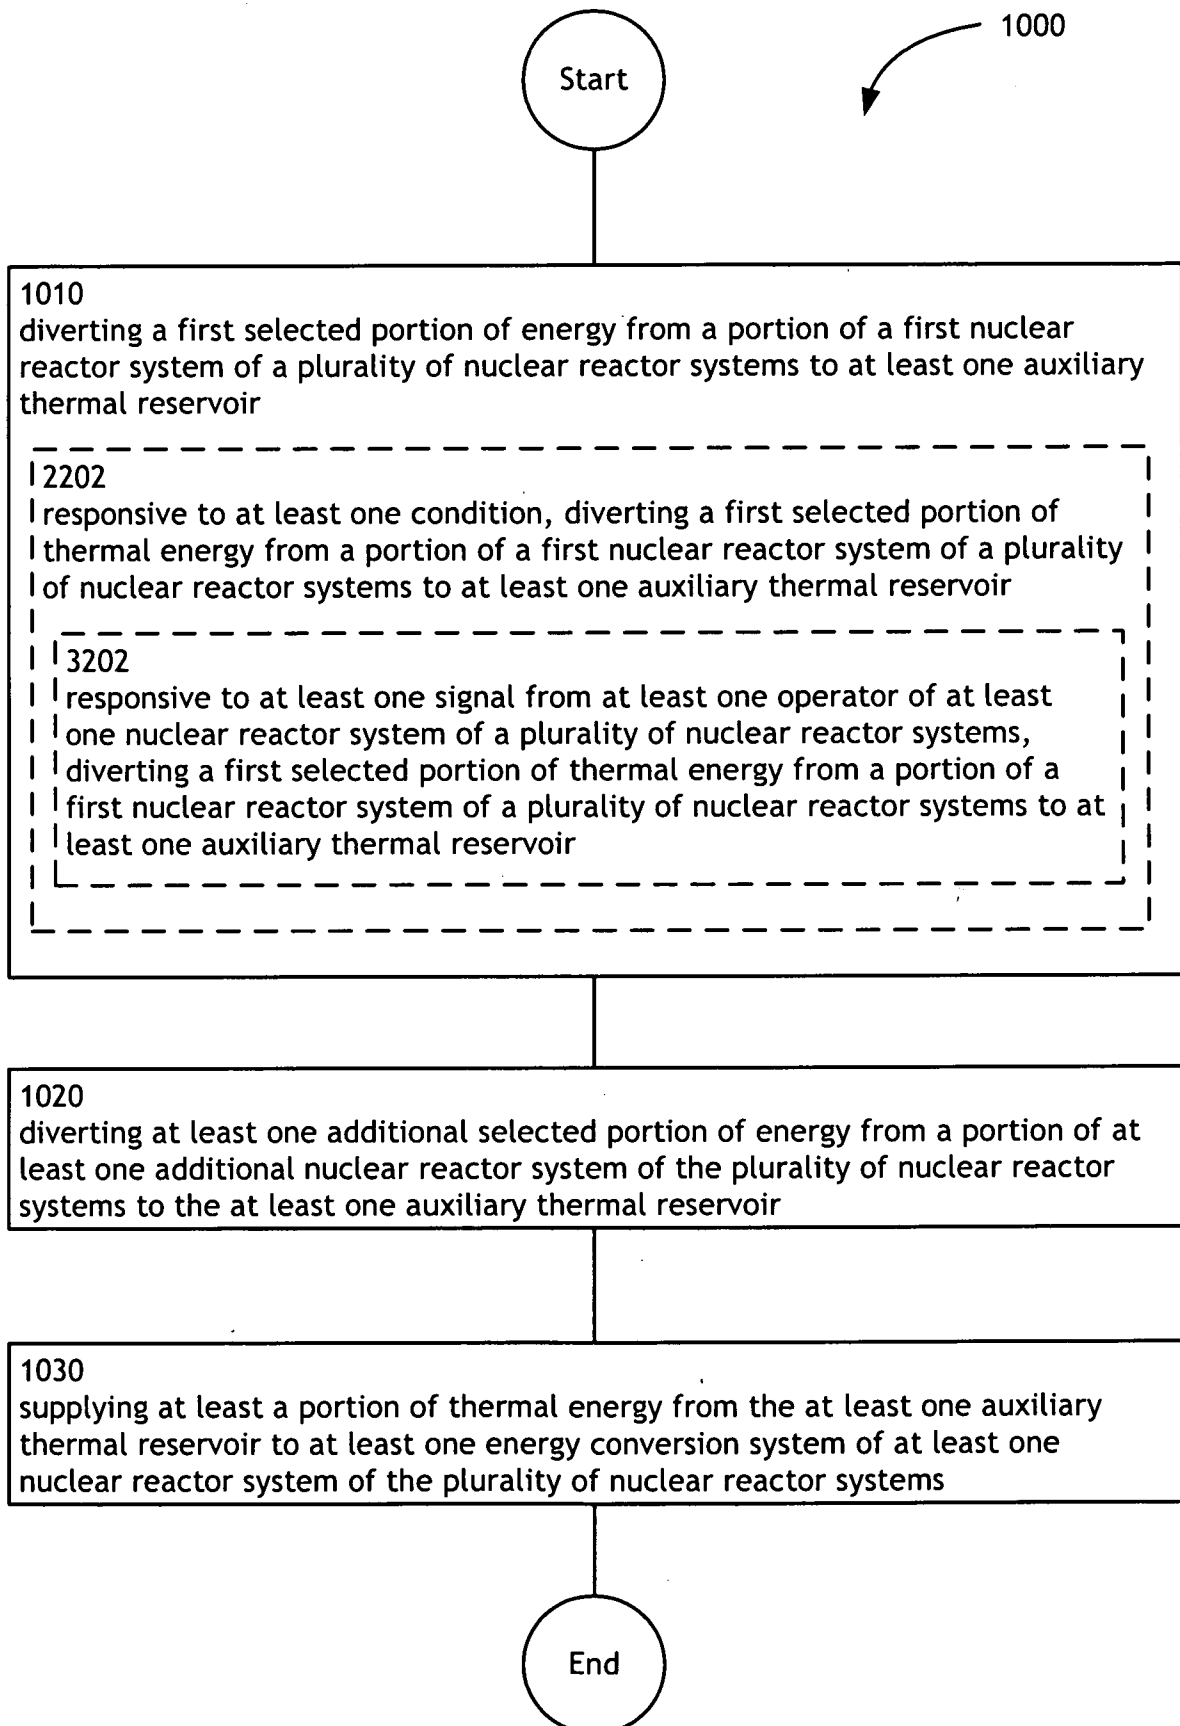 1000
Start
1010
diverting a first selected portion of energy from a portion of a first nuclear
reactor system of a plurality of nuclear reactor systems to at least one auxiliary
thermal reservoir
2202
responsive to at least one condition, diverting a first selected portion of
thermal energy from a portion of a first nuclear reactor system of a plurality
of nuclear reactor systems to at least one auxiliary thermal reservoir
3202
responsive to at least one signal from at least one operator of at least
one nuclear reactor system of a plurality of nuclear reactor systems,
diverting a first selected portion of thermal energy from a portion of a
first nuclear reactor system of a plurality of nuclear reactor systems to at
least one auxiliary thermal reservoir
1020
diverting at least one additional selected portion of energy from a portion of at
least one additional nuclear reactor system of the plurality of nuclear reactor
systems to the at least one auxiliary thermal reservoir
1030
supplying at least a portion of thermal energy from the at least one auxiliary
thermal reservoir to at least one energy conversion system of at least one
nuclear reactor system of the plurality of nuclear reactor systems
End